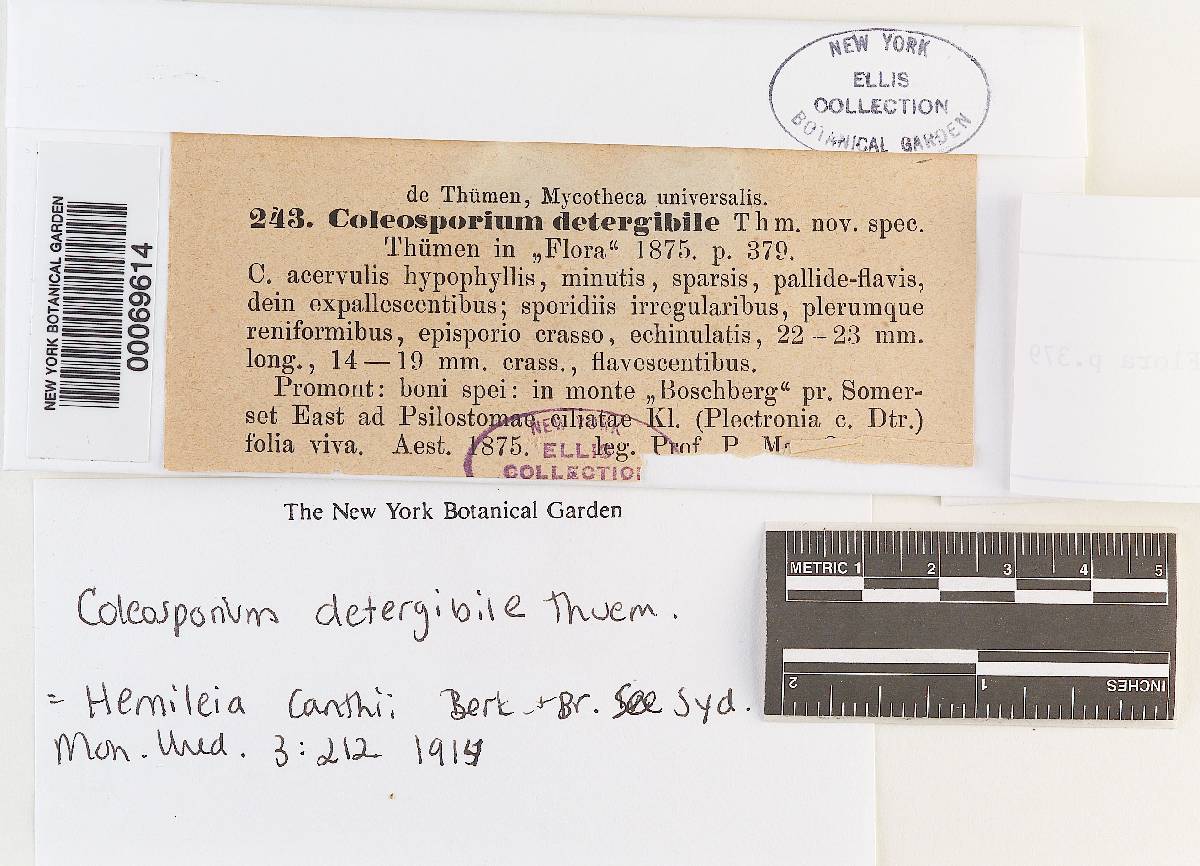 NEW YORK
ELLIS
COLLECTION
BOTANICAL GARDEN
NEW YORK BOTANICAL GARDEN
00069614
de Thümen, Mycotheca universalis.
243. Coleosporium detergibile Thm. nov. spec.
Thümen in „Flora“ 1875. p. 379.
C. acervulis hypophyllis, minutis, sparsis, pallide-flavis,
dein expallescentibus; sporidiis irregularibus, plerumque
reniformibus, episporio crasso, echinulatis, 22 – 23 mm.
long., 14 — 19 mm. crass., flavescentibus.
Promont: boni spei: in monte „Boschberg“ pr. Somer-
set East ad Psilostomae ciliatae Kl. (Plectronia c. Dtr.)
folia viva. Aest. 1875. leg. Prof P. M
NEW YORK
ELLIS
COLLECTION
Flora p.379
The New York Botanical Garden
Coleosporium detergibile Thuem.
= Hemileia Canthii Berk + Br. See Syd.
Mon. Ured. 3:212 1914
METRIC 1 2 3 4 5
INCHES 1 2